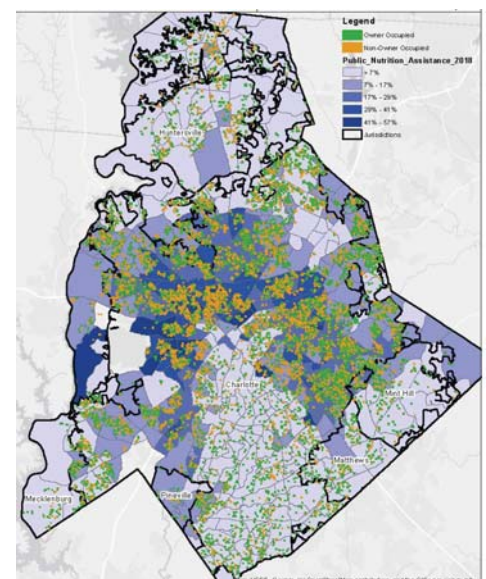 Legend
Owner Occupied
Non-Owner Occupied
Public_Nutrition_Assistance_2018
< 7%
7% - 17%
17% - 29%
29% - 41%
41% - 57%
Jurisdictions
Huntersville
Charlotte
Mint Hill
Matthews
Mecklenburg
Pineville